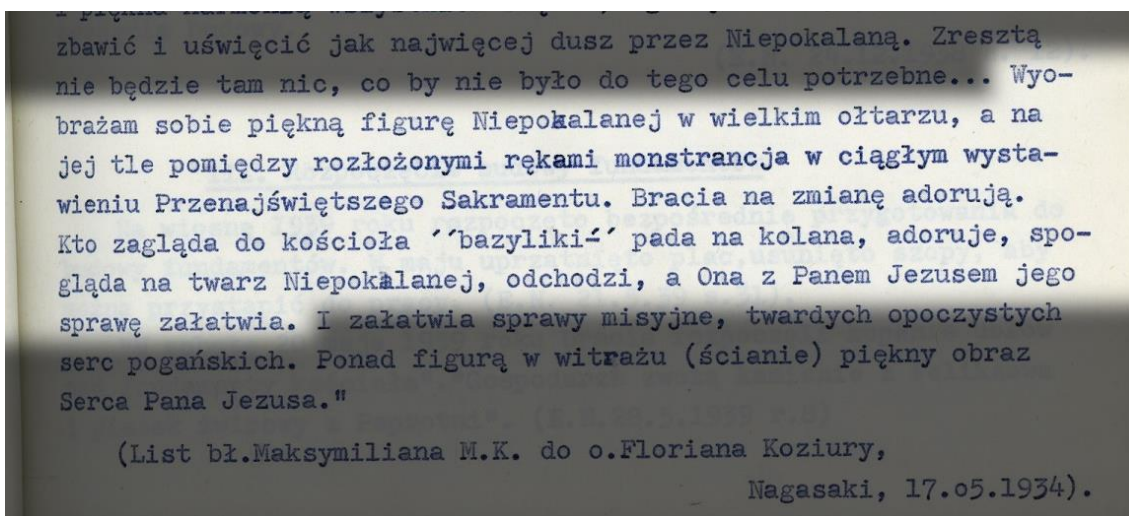 zbawić i uświęcić jak najwięcej dusz przez Niepokalaną. Zresztą
nie będzie tam nic, co by nie było do tego celu potrzebne... Wyo-
brażam sobie piękną figurę Niepokalanej w wielkim ołtarzu, a na
jej tle pomiędzy rozłożonymi rękami monstrancja w ciągłym wysta-
wieniu Przenajświętszego Sakramentu. Bracia na zmianę adorują.
Kto zagląda do kościoła ´´bazyliki´´ pada na kolana, adoruje, spo-
gląda na twarz Niepokalanej, odchodzi, a Ona z Panem Jezusem jego
sprawę załatwia. I załatwia sprawy misyjne, twardych opoczystych
serc pogańskich. Ponad figurą w witrażu (ścianie) piękny obraz
Serca Pana Jezusa."
(List bł.Maksymiliana M.K. do o.Floriana Koziury,
Nagasaki, 17.o5.1934).